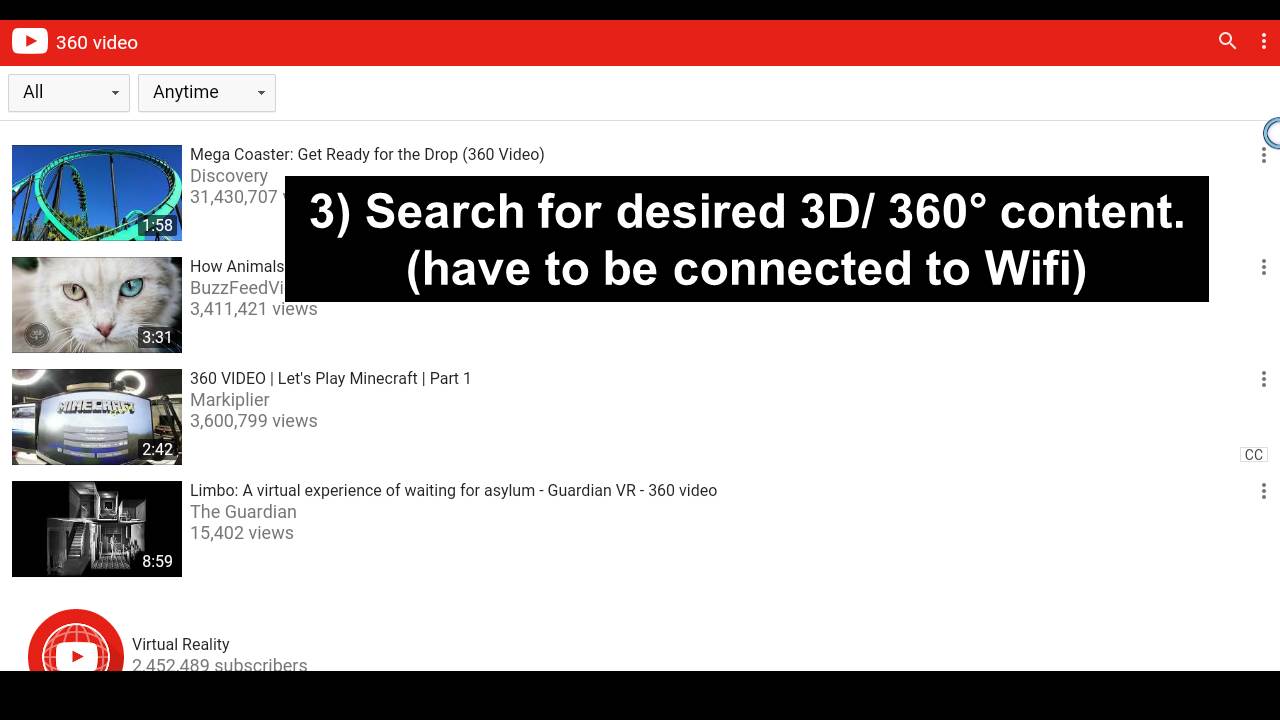 360 video
All
Anytime
Mega Coaster: Get Ready for the Drop (360 Video)
Discovery
31,430,707
1:58
3) Search for desired 3D/ 360° content.
(have to be connected to Wifi)
How Animals
BuzzFeedVi
3,411,421 views
3:31
360 VIDEO | Let's Play Minecraft | Part 1
Markiplier
3,600,799 views
MINECRAFT
2:42
CC
Limbo: A virtual experience of waiting for asylum - Guardian VR - 360 video
The Guardian
15,402 views
8:59
Virtual Reality
2,452,489 subscribers